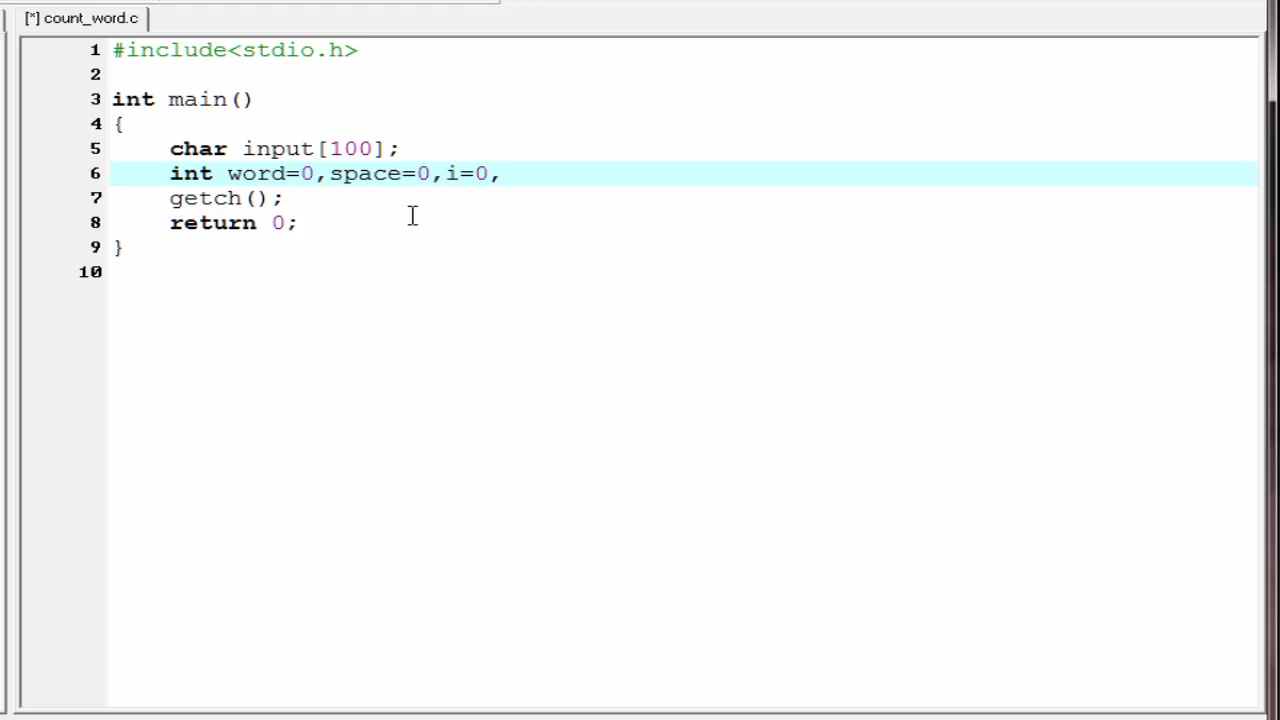 [*] count_word.c
1 #include<stdio.h>
2
3 int main()
4 {
5 char input[100];
6 int word=0,space=0,i=0,
7 getch();
8 return 0;
9 }
10